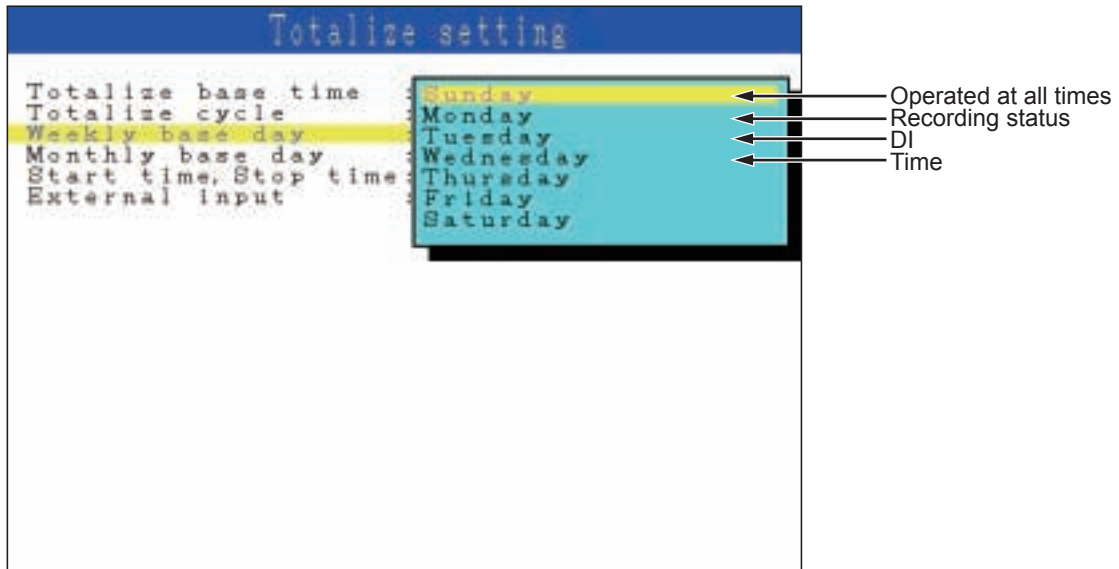 Totalize setting
Totalize base time :
Totalize cycle :
Weekly base day :
Monthly base day :
Start time, Stop time:
External input :
Sunday
Monday
Tuesday
Wednesday
Thursday
Friday
Saturday
Operated at all times
Recording status
DI
Time